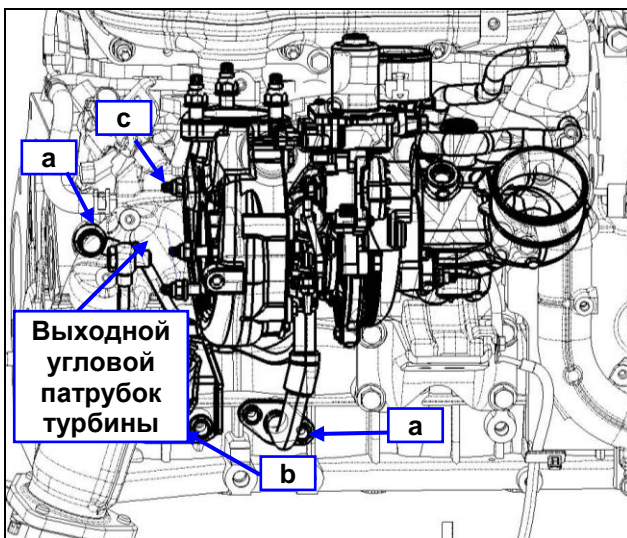 c
a
Выходной
угловой
патрубок
турбины
a
b